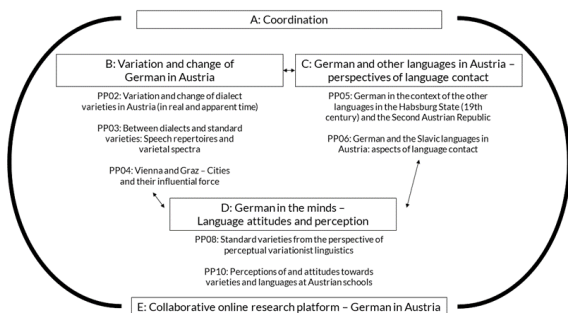 A: Coordination
B: Variation and change of
German in Austria
PP02: Variation and change of dialect
varieties in Austria (in real and apparent time)
PP03: Between dialects and standard
varieties: Speech repertoires and
varietal spectra
PP04: Vienna and Graz – Cities
and their influential force
C: German and other languages in Austria –
perspectives of language contact
PP05: German in the context of the other
languages in the Habsburg State (19th
century) and the Second Austrian Republic
PP06: German and the Slavic languages in
Austria: aspects of language contact
D: German in the minds –
Language attitudes and perception
PP08: Standard varieties from the perspective of
perceptual variationist linguistics
PP10: Perceptions of and attitudes towards
varieties and languages at Austrian schools
E: Collaborative online research platform – German in Austria